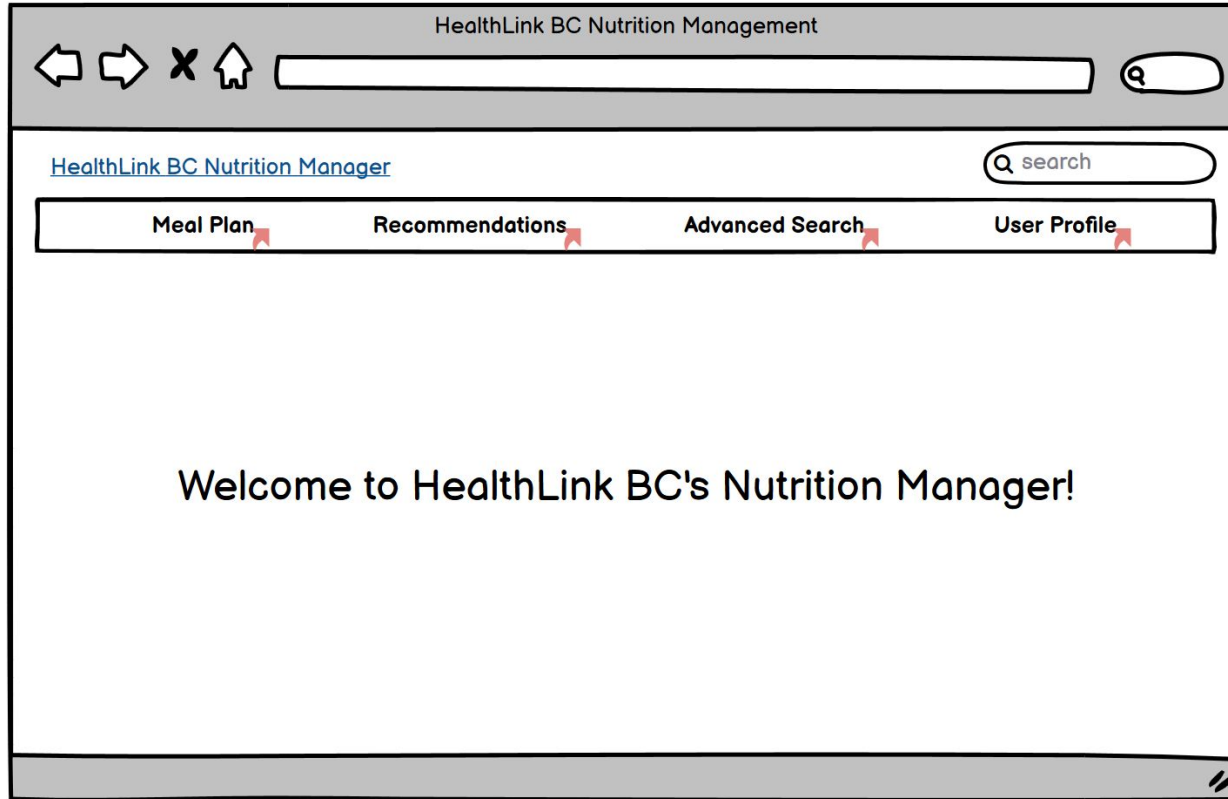 HealthLink BC Nutrition Management
HealthLink BC Nutrition Manager
search
Meal Plan Recommendations Advanced Search User Profile
Welcome to HealthLink BC's Nutrition Manager!